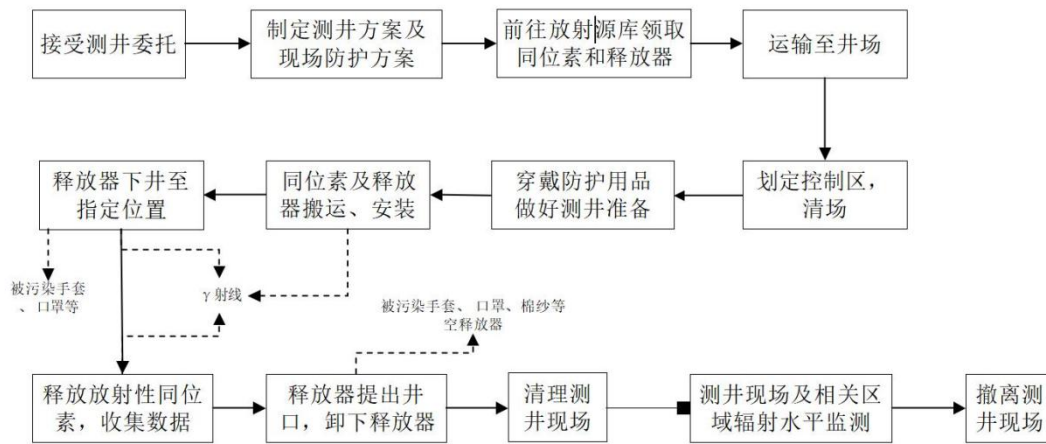 接受测井委托
制定测井方案及
现场防护方案
前往放射源库领取
同位素和释放器
运输至井场
释放器下井至
指定位置
同位素及释放
器搬运、安装
穿戴防护用品
做好测井准备
划定控制区，
清场
被污染手套
、口罩等
γ射线
被污染手套、口罩、棉纱等
空释放器
释放放射性同位
素，收集数据
释放器提出井
口，卸下释放器
清理测
井现场
测井现场及相关区
域辐射水平监测
撤离测
井现场